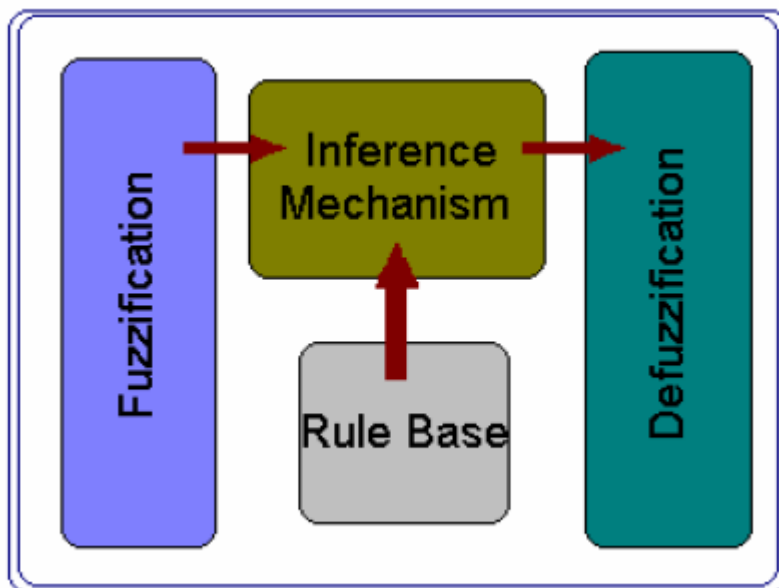 Fuzzification
Inference
Mechanism
Rule Base
Defuzzification